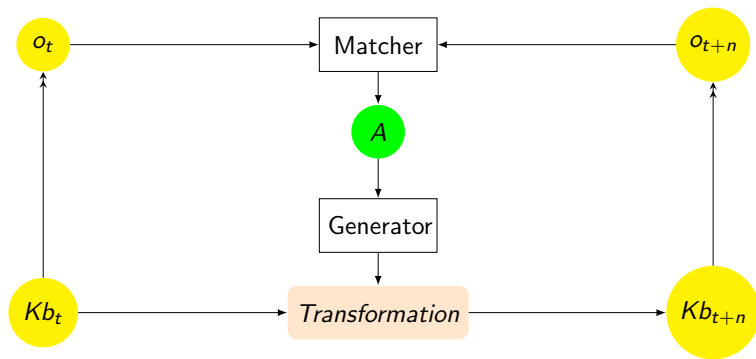 o_t
Matcher
o_{t+n}
A
Generator
Kb_t
Transformation
Kb_{t+n}